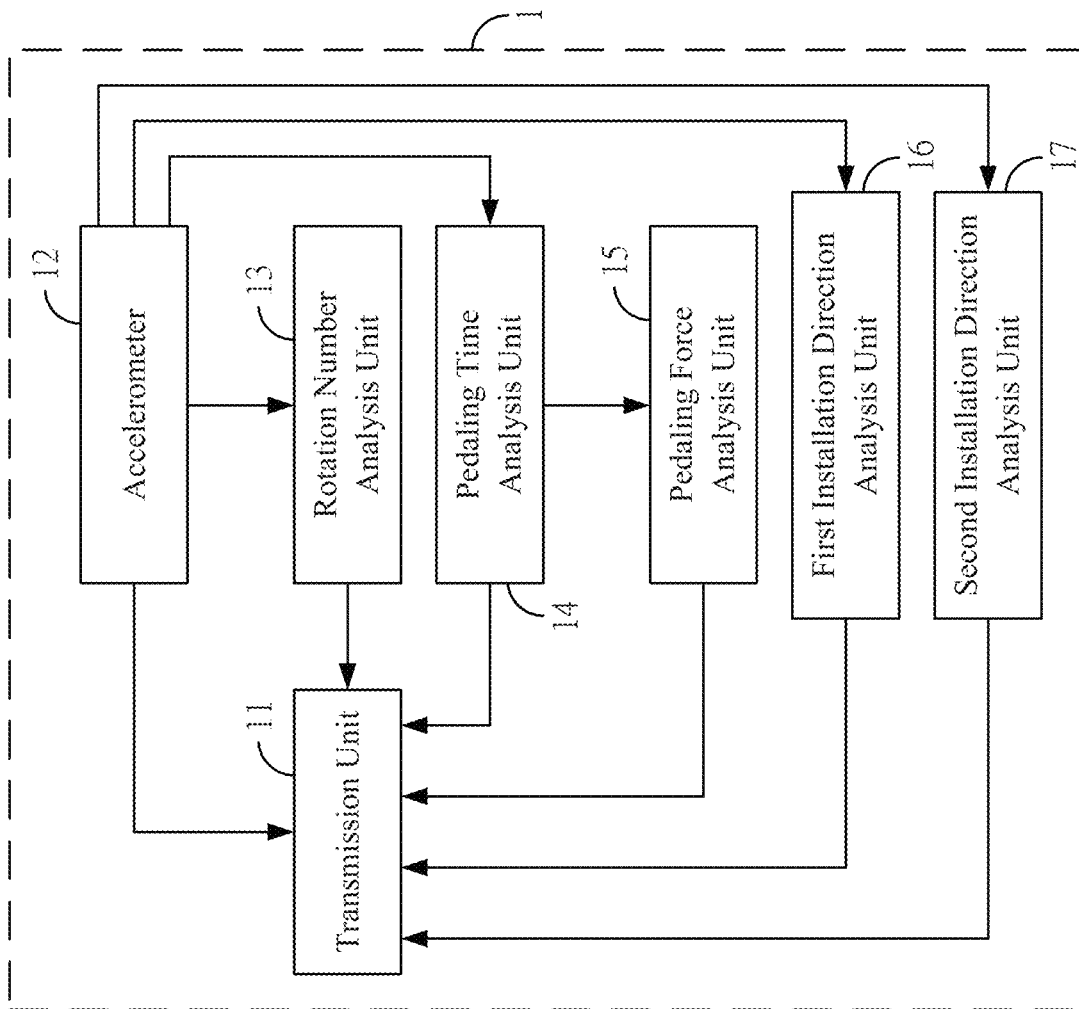 1
12
Accelerometer
13
Rotation Number
Analysis Unit
11
Transmission Unit
Pedaling Time
Analysis Unit
14
15
Pedaling Force
Analysis Unit
First Installation Direction
Analysis Unit
16
Second Installation Direction
Analysis Unit
17